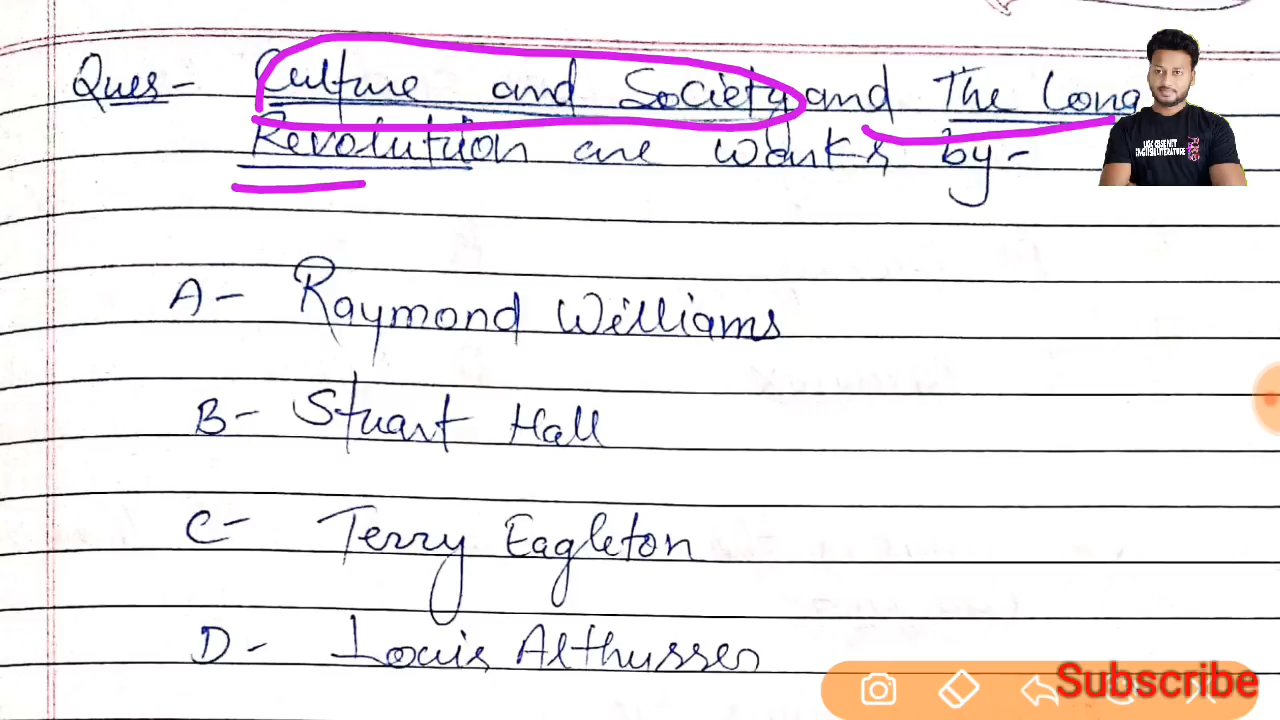 Ques- Culture and Society and The Long
Revolution are works by-
A- Raymond Williams
B- Stuart Hall
C- Terry Eagleton
D- Louis Althusser
Subscribe